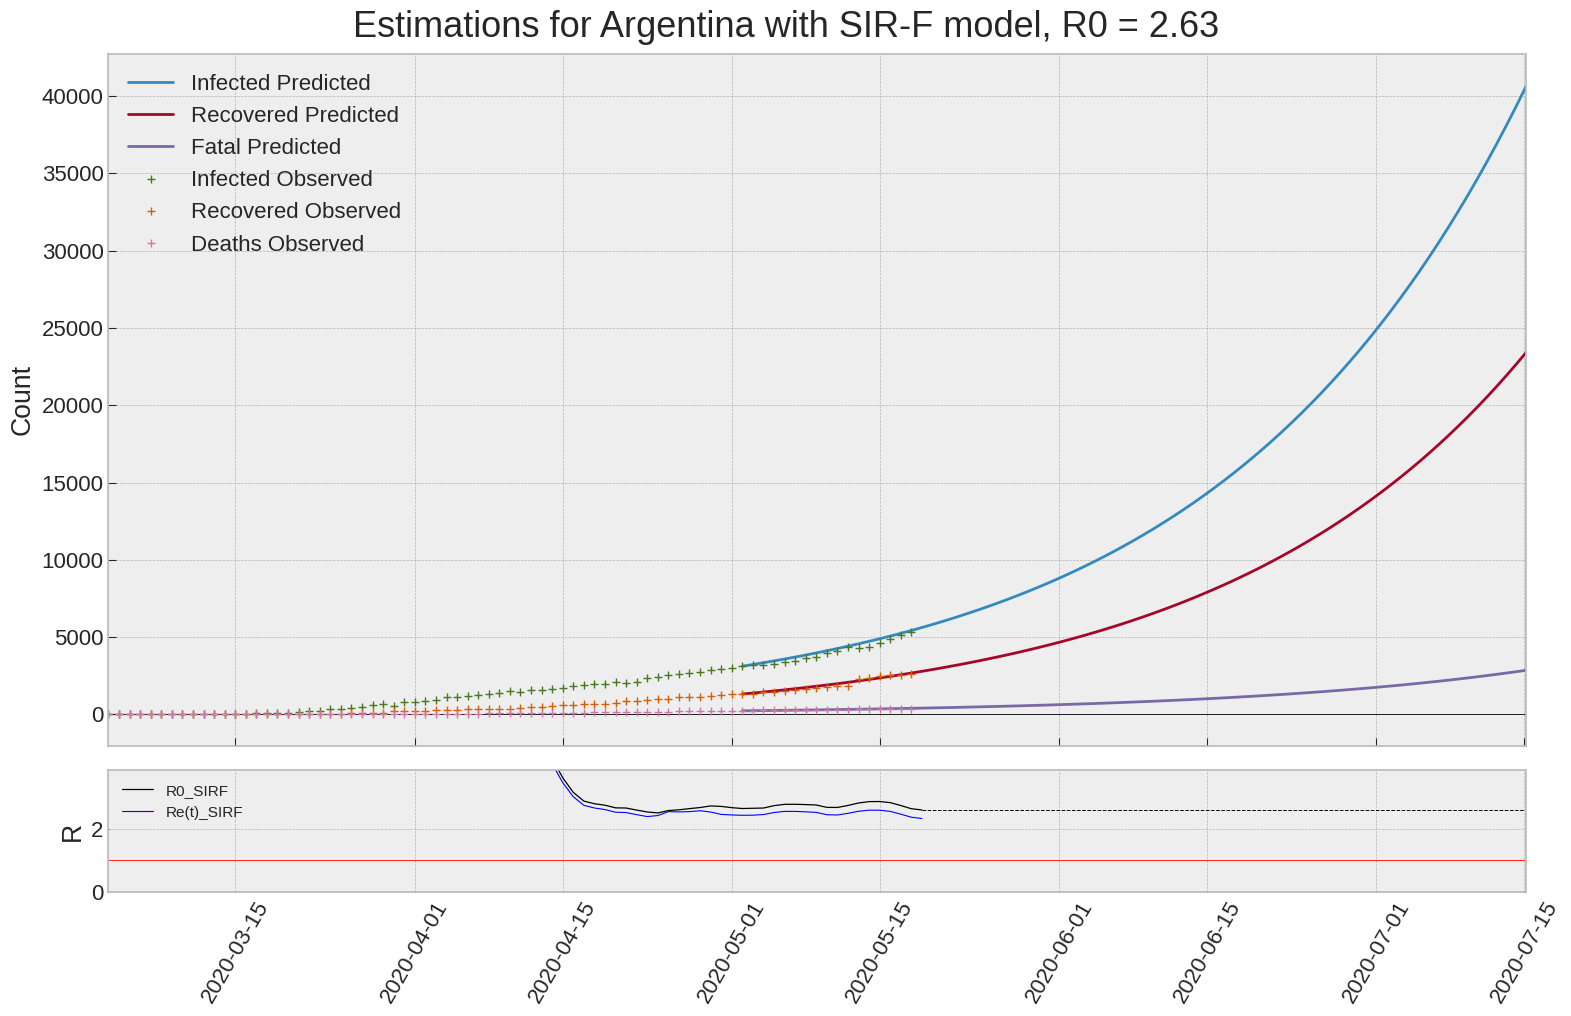 Estimations for Argentina with SIR-F model, R0 = 2.63
Infected Predicted
Recovered Predicted
Fatal Predicted
Infected Observed
Recovered Observed
Deaths Observed
Count
40000
35000
30000
25000
20000
15000
10000
5000
0
R0_SIRF
Re(t)_SIRF
R
2
0
2020-03-15
2020-04-01
2020-04-15
2020-05-01
2020-05-15
2020-06-01
2020-06-15
2020-07-01
2020-07-15